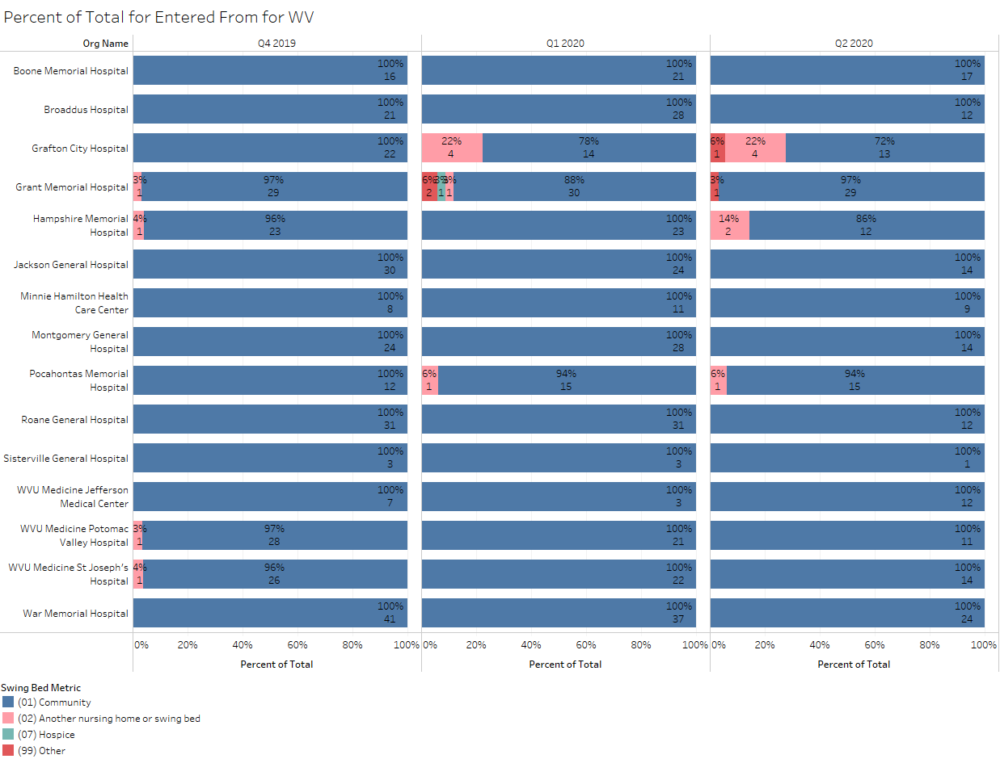 Percent of Total for Entered From for WV
Org Name Q4 2019 Q1 2020 Q2 2020
Boone Memorial Hospital 100% 100% 100%
16 21 17
Broaddus Hospital 100% 100% 100%
21 28 12
Grafton City Hospital 100% 22% 78% 6% 22% 72%
22 4 14 1 4 13
Grant Memorial Hospital 3% 97% 6% 3% 3% 88% 3% 97%
1 29 2 1 1 30 1 29
Hampshire Memorial 4% 96% 100% 14% 86%
Hospital 1 23 23 2 12
Jackson General Hospital 100% 100% 100%
30 24 14
Minnie Hamilton Health 100% 100% 100%
Care Center 8 11 9
Montgomery General 100% 100% 100%
Hospital 24 28 14
Pocahontas Memorial 100% 6% 94% 6% 94%
Hospital 12 1 15 1 15
Roane General Hospital 100% 100% 100%
31 31 12
Sisterville General Hospital 100% 100% 100%
3 3 1
WVU Medicine Jefferson 100% 100% 100%
Medical Center 7 3 12
WVU Medicine Potomac 3% 97% 100% 100%
Valley Hospital 1 28 21 11
WVU Medicine St Joseph's 4% 96% 100% 100%
Hospital 1 26 22 14
War Memorial Hospital 100% 100% 100%
41 37 24
0% 20% 40% 60% 80% 100% 0% 20% 40% 60% 80% 100% 0% 20% 40% 60% 80% 100%
Percent of Total Percent of Total Percent of Total
Swing Bed Metric
(01) Community
(02) Another nursing home or swing bed
(07) Hospice
(99) Other